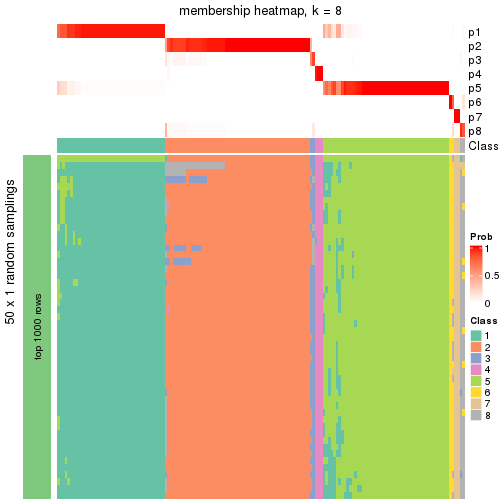 membership heatmap, k = 8
p1
p2
p3
p4
p5
p6
p7
p8
Class
50 x 1 random samplings
top 1000 rows
Prob
1
0.5
0
Class
1
2
3
4
5
6
7
8